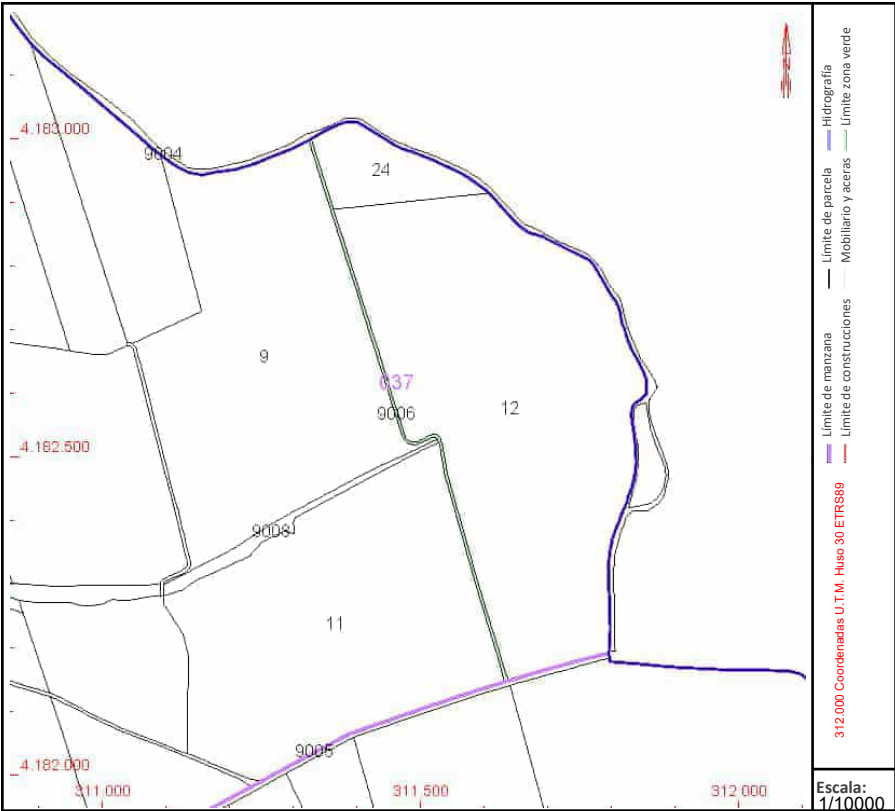 4.183.000
9004
24
9
037
12
9006
4.182.500
9008
11
9005
4.182.000
311.000
311.500
312.000
312.000 Coordenadas U.T.M. Huso 30 ETRS89
Límite de manzana
Límite de construcciones
Límite de parcela
Mobiliario y aceras
Hidrografía
Límite zona verde
Escala:
1/10000